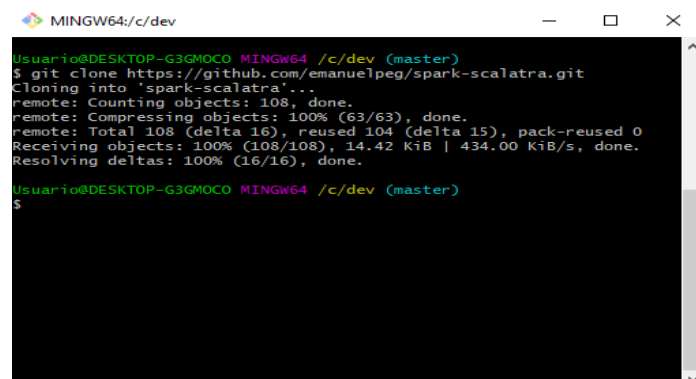 MINGW64:/c/dev
Usuario@DESKTOP-G3GMOCO MINGW64 /c/dev (master)
$ git clone https://github.com/emanuelpeg/spark-scalatra.git
Cloning into 'spark-scalatra'...
remote: Counting objects: 108, done.
remote: Compressing objects: 100% (63/63), done.
remote: Total 108 (delta 16), reused 104 (delta 15), pack-reused 0
Receiving objects: 100% (108/108), 14.42 KiB | 434.00 KiB/s, done.
Resolving deltas: 100% (16/16), done.
Usuario@DESKTOP-G3GMOCO MINGW64 /c/dev (master)
$